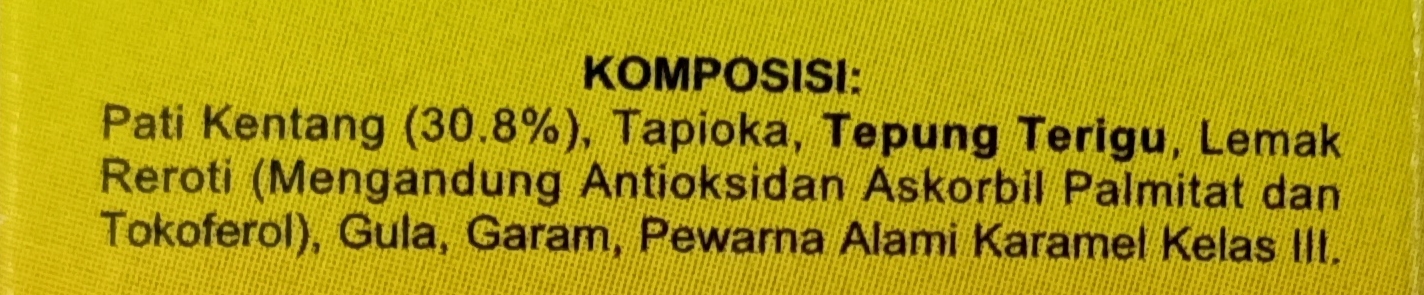 KOMPOSISI:
Pati Kentang (30.8%), Tapioka, Tepung Terigu, Lemak
Reroti (Mengandung Antioksidan Askorbil Palmitat dan
Tokoferol), Gula, Garam, Pewarna Alami Karamel Kelas III.